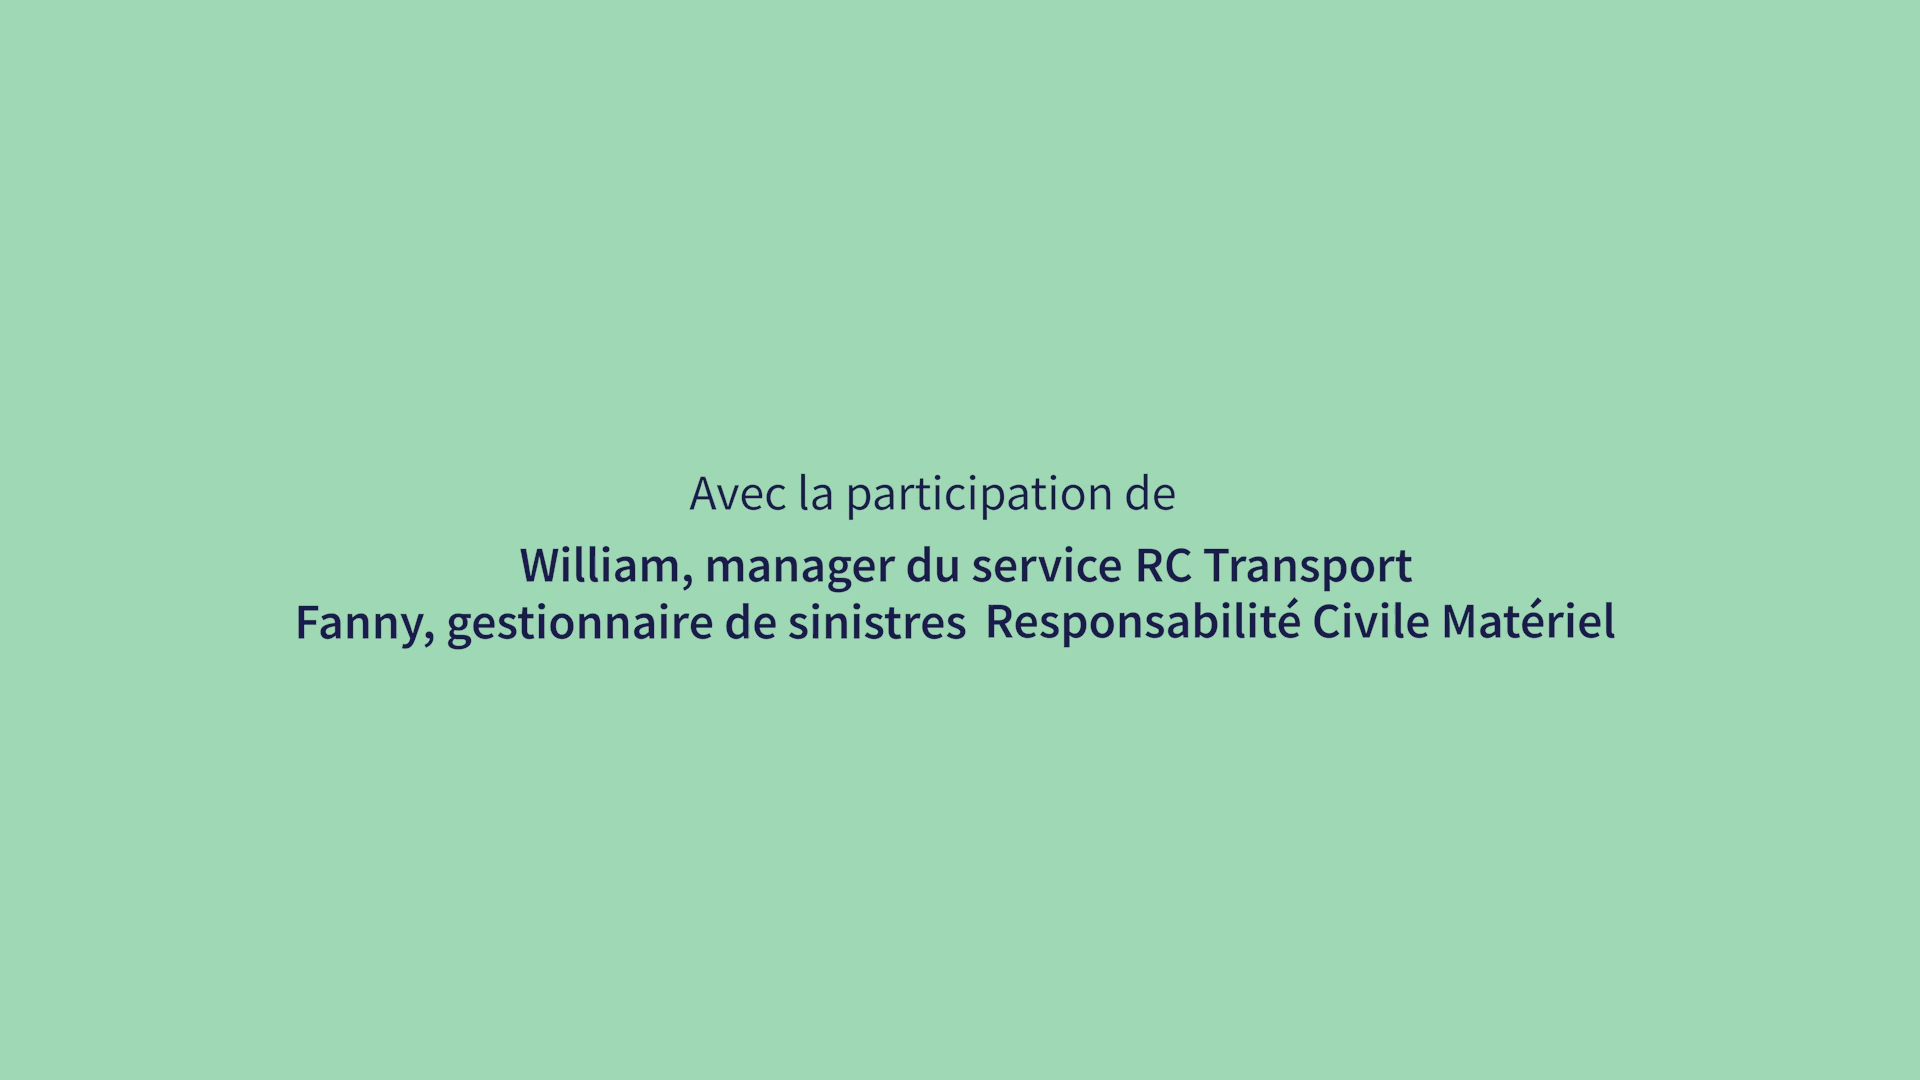 Avec la participation de
William, manager du service RC Transport
Fanny, gestionnaire de sinistres Responsabilité Civile Matériel